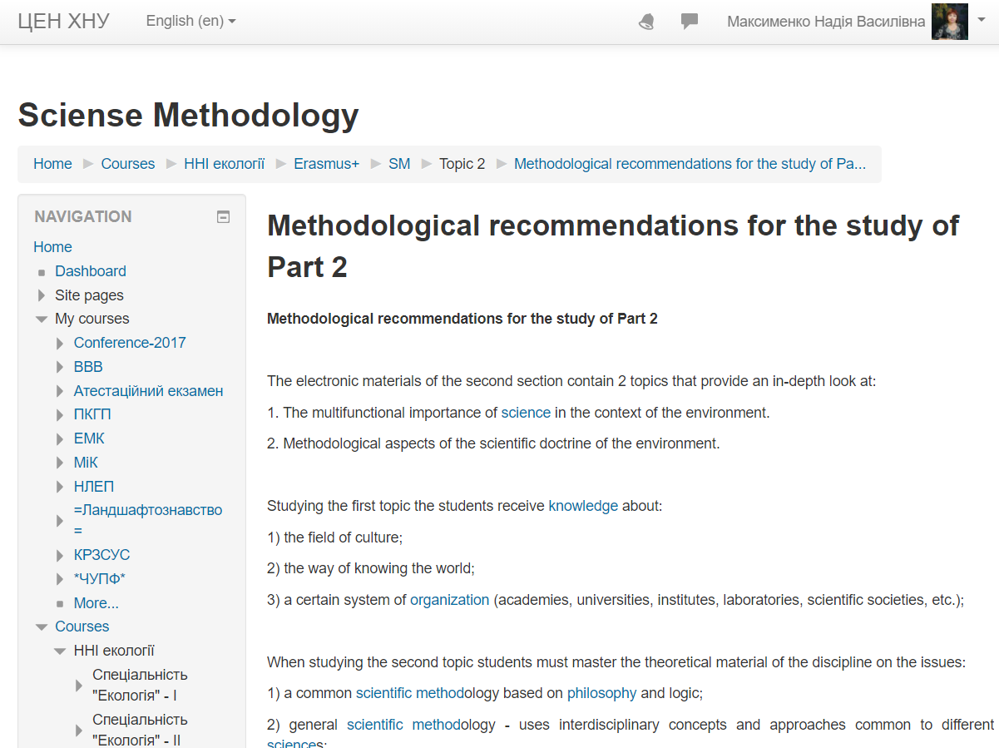 ЦЕН ХНУ English (en) Максименко Надія Василівна
Sciense Methodology
Home Courses ННІ екології Erasmus+ SM Topic 2 Methodological recommendations for the study of Pa...
NAVIGATION
Home
Dashboard
Site pages
My courses
Conference-2017
ВВВ
Атестаційний екзамен
ПКГП
ЕМК
МіК
НЛЕП
=Ландшафтознавство
=
КРЗСУС
*ЧУПФ*
More...
Courses
ННІ екології
Спеціальність
"Екологія" - І
Спеціальність
"Екологія" - ІІ
Methodological recommendations for the study of
Part 2
Methodological recommendations for the study of Part 2
The electronic materials of the second section contain 2 topics that provide an in-depth look at:
1. The multifunctional importance of science in the context of the environment.
2. Methodological aspects of the scientific doctrine of the environment.
Studying the first topic the students receive knowledge about:
1) the field of culture;
2) the way of knowing the world;
3) a certain system of organization (academies, universities, institutes, laboratories, scientific societies, etc.);
When studying the second topic students must master the theoretical material of the discipline on the issues:
1) a common scientific methodology based on philosophy and logic;
2) general scientific methodology - uses interdisciplinary concepts and approaches common to different
sciences;